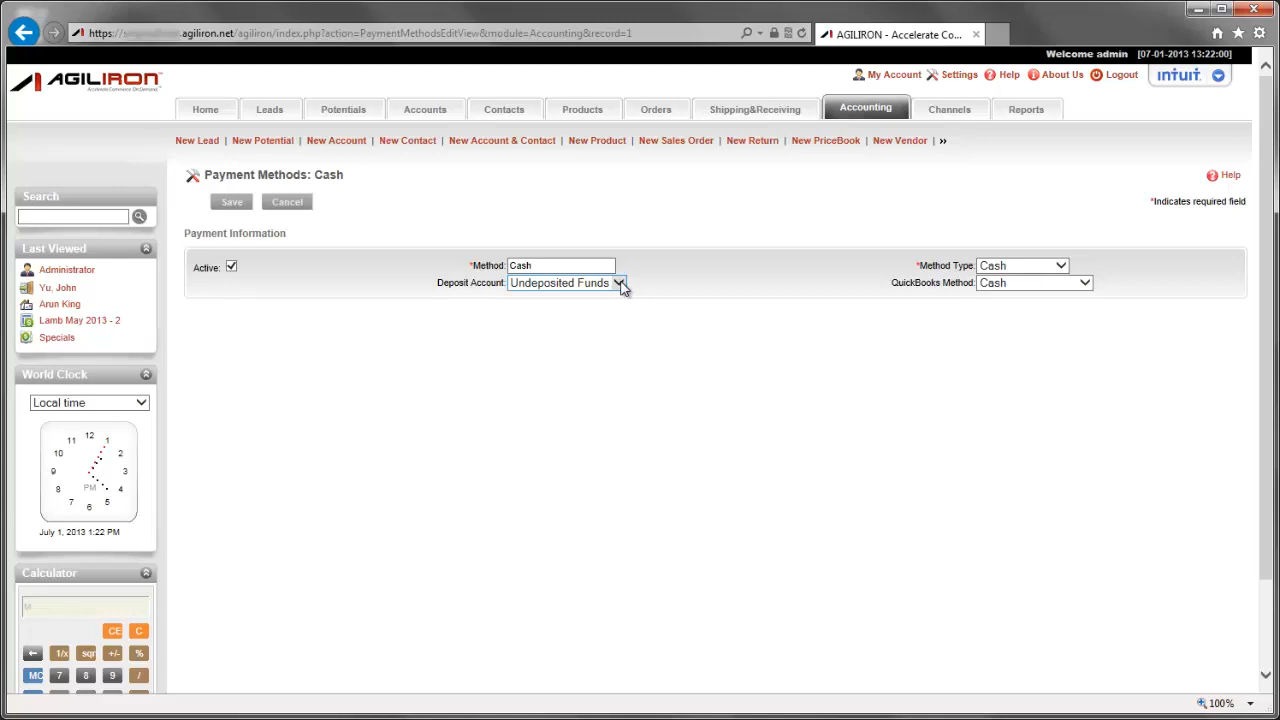 https://
.agiliron.net/agiliron/index.php?action=PaymentMethodsEditView&module=Accounting&record=1
AGILIRON - Accelerate Co...
Welcome admin [07-01-2013 13:22:00]
AGILIRON
Accelerate Commerce On Demand
My Account Settings Help About Us Logout
intuit
Home Leads Potentials Accounts Contacts Products Orders Shipping&Receiving Accounting Channels Reports
New Lead | New Potential | New Account | New Contact | New Account & Contact | New Product | New Sales Order | New Return | New PriceBook | New Vendor | »
Payment Methods: Cash
Help
Save Cancel
*Indicates required field
Payment Information
Active:
*Method: Cash
*Method Type: Cash
Deposit Account: Undeposited Funds
QuickBooks Method: Cash
Search
Last Viewed
Administrator
Yu, John
Arun King
Lamb May 2013 - 2
Specials
World Clock
Local time
12
11 1
10 2
9 3
PM
8 4
7 5
6
July 1, 2013 1:22 PM
Calculator
M
CE C
← 1/x sqr +/- %
MC 7 8 9 /
100%